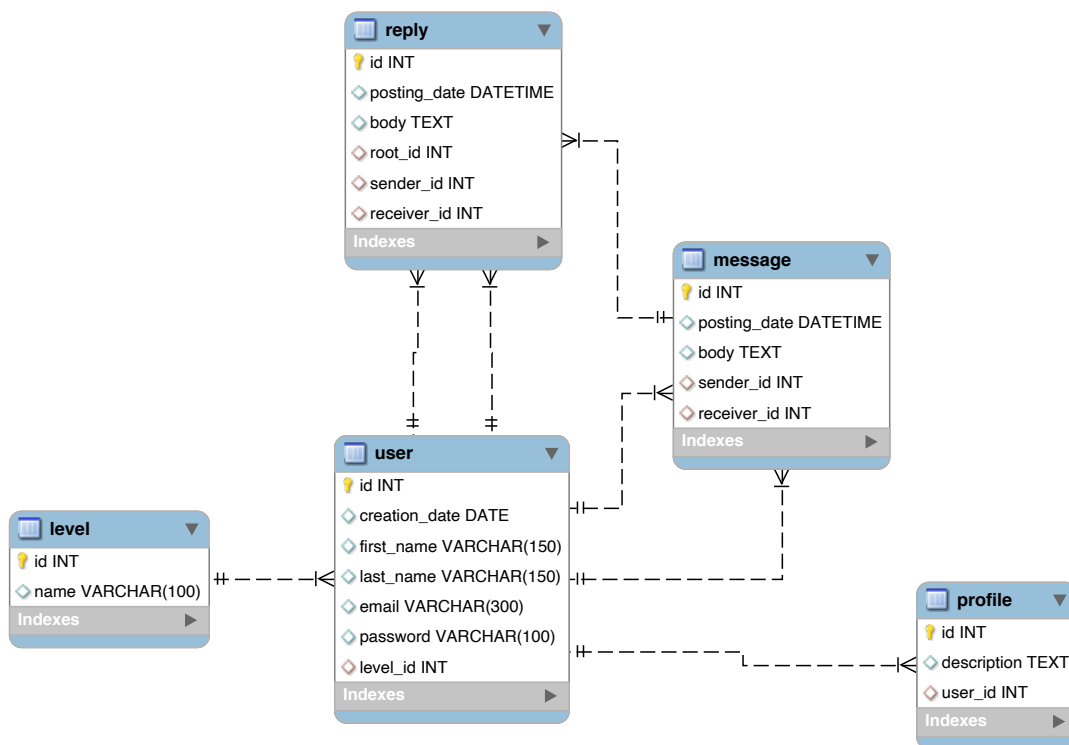 reply
id INT
posting_date DATETIME
body TEXT
root_id INT
sender_id INT
receiver_id INT
Indexes
message
id INT
posting_date DATETIME
body TEXT
sender_id INT
receiver_id INT
Indexes
user
id INT
creation_date DATE
first_name VARCHAR(150)
last_name VARCHAR(150)
email VARCHAR(300)
password VARCHAR(100)
level_id INT
Indexes
level
id INT
name VARCHAR(100)
Indexes
profile
id INT
description TEXT
user_id INT
Indexes